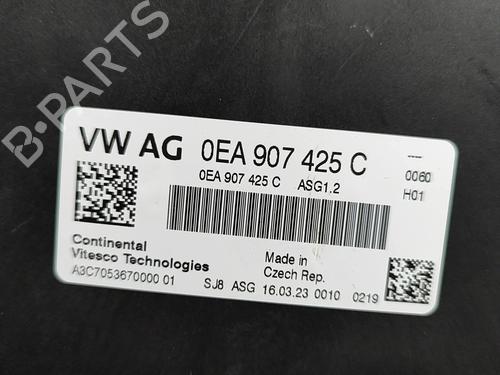 B-PARTS
VW AG 0EA 907 425 C
0EA 907 425 C ASG1.2
---
0060
H01
Continental
Vitesco Technologies
A3C7053670000 01
Made in
Czech Rep.
SJ8 ASG 16.03.23 0010 0219
B-PARTS